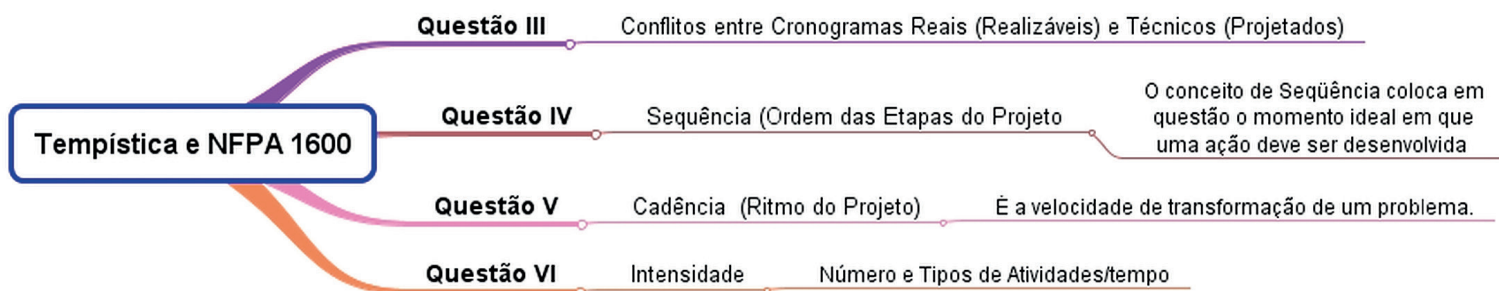 Questão III
Conflitos entre Cronogramas Reais (Realizáveis) e Técnicos (Projetados)
Tempística e NFPA 1600
Questão IV
Sequência (Ordem das Etapas do Projeto
O conceito de Seqüência coloca em
questão o momento ideal em que
uma ação deve ser desenvolvida
Questão V
Cadência (Ritmo do Projeto)
É a velocidade de transformação de um problema.
Questão VI
Intensidade
Número e Tipos de Atividades/tempo